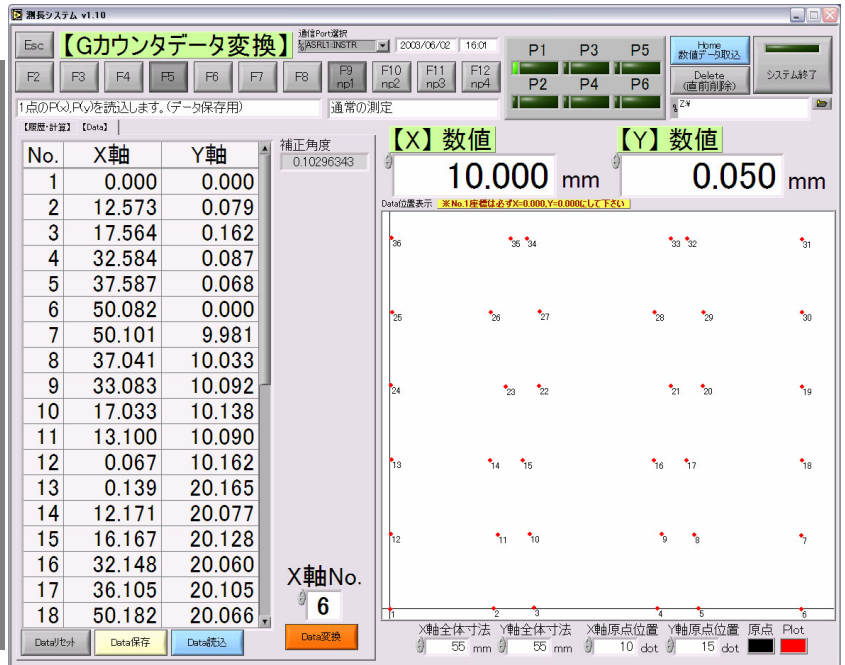 測長システム v1.10
Esc 【Gカウンタデータ変換】 通信Port選択
ASRL1::INSTR 2003/06/02 16:01
P1 P3 P5
Home
数値データ取込
F2 F3 F4 F5 F6 F7 F8 F9 np1 F10 np2 F11 np3 F12 np4
P2 P4 P6
Delete
(直前削除)
システム終了
1点のP(x),P(y)を読込します。(データ保存用) 通常の測定
Z¥
【履歴・計算】 【Data】
No. X軸 Y軸
1 0.000 0.000
2 12.573 0.079
3 17.564 0.162
4 32.584 0.087
5 37.587 0.068
6 50.082 0.000
7 50.101 9.981
8 37.041 10.033
9 33.083 10.092
10 17.033 10.138
11 13.100 10.090
12 0.067 10.162
13 0.139 20.165
14 12.171 20.077
15 16.167 20.128
16 32.148 20.060
17 36.105 20.105
18 50.182 20.066
補正角度
0.10296343
X軸No.
6
Dataリセット Data保存 Data読込 Data変換
【X】数値 【Y】数値
10.000 mm 0.050 mm
Data位置表示 ※No.1座標は必ずX=0.000,Y=0.000にして下さい
36 35 34 33 32 31
25 26 27 28 29 30
24 23 22 21 20 19
13 14 15 16 17 18
12 11 10 9 8 7
1 2 3 4 5 6
X軸全体寸法 Y軸全体寸法 X軸原点位置 Y軸原点位置 原点 Plot
55 mm 55 mm 10 dot 15 dot